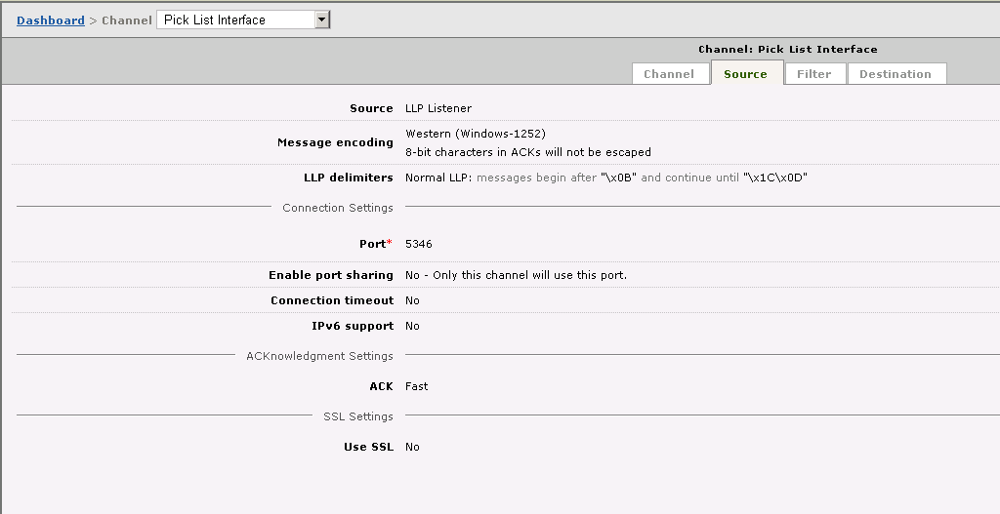 Dashboard > Channel Pick List Interface
Channel: Pick List Interface
Channel Source Filter Destination
Source LLP Listener
Message encoding Western (Windows-1252)
8-bit characters in ACKs will not be escaped
LLP delimiters Normal LLP: messages begin after "\x0B" and continue until "\x1C\x0D"
Connection Settings
Port* 5346
Enable port sharing No - Only this channel will use this port.
Connection timeout No
IPv6 support No
ACKnowledgment Settings
ACK Fast
SSL Settings
Use SSL No